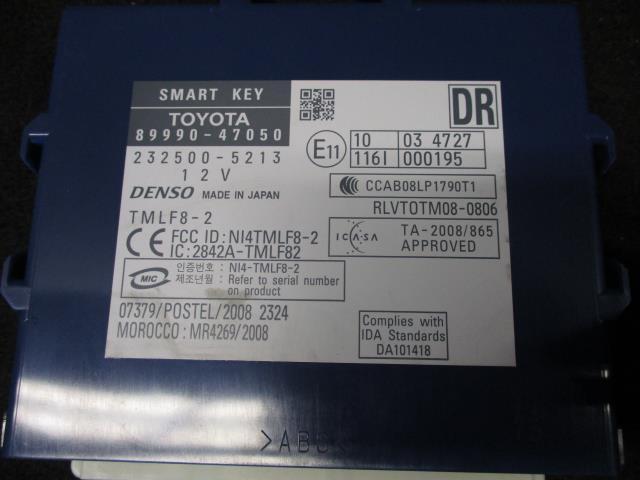 SMART KEY
TOYOTA
89990-47050
232500-5213
12V
DENSO MADE IN JAPAN
TMLF8-2
CE FCC ID : NI4TMLF8-2
IC: 2842A-TMLF82
MIC 인증번호 : NI4-TMLF8-2
제조년월 : Refer to serial number
on product
07379/POSTEL/2008 2324
MOROCCO : MR4269/2008
DR
E11
10 03 4727
116I 000195
CCAB08LP1790T1
RLVTOTM08-0806
ICASA TA-2008/865
APPROVED
Complies with
IDA Standards
DA101418
>ABS<